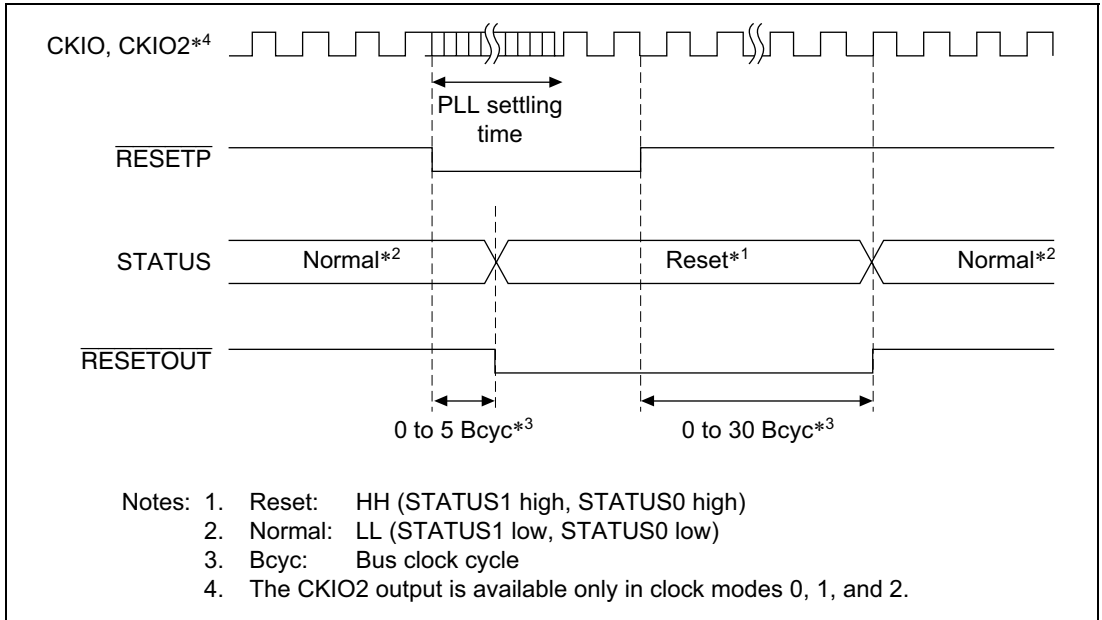 CKIO, CKIO2*4
PLL settling
time
RESETP
STATUS
Normal*2
Reset*1
Normal*2
RESETOUT
0 to 5 Bcyc*3
0 to 30 Bcyc*3
Notes: 1. Reset: HH (STATUS1 high, STATUS0 high)
2. Normal: LL (STATUS1 low, STATUS0 low)
3. Bcyc: Bus clock cycle
4. The CKIO2 output is available only in clock modes 0, 1, and 2.